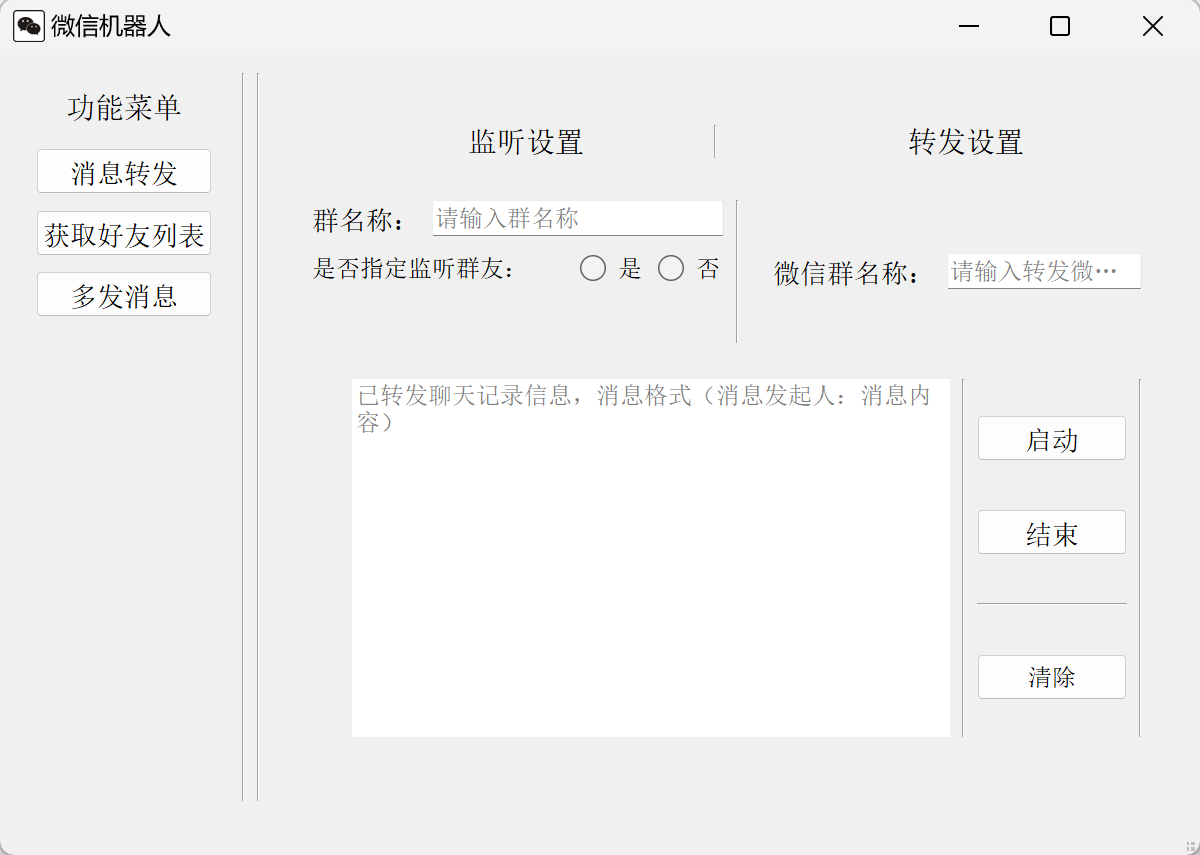 微信机器人
功能菜单
消息转发
获取好友列表
多发消息
监听设置
转发设置
群名称：
请输入群名称
是否指定监听群友：
是
否
微信群名称：
请输入转发微…
已转发聊天记录信息，消息格式（消息发起人：消息内
容）
启动
结束
清除